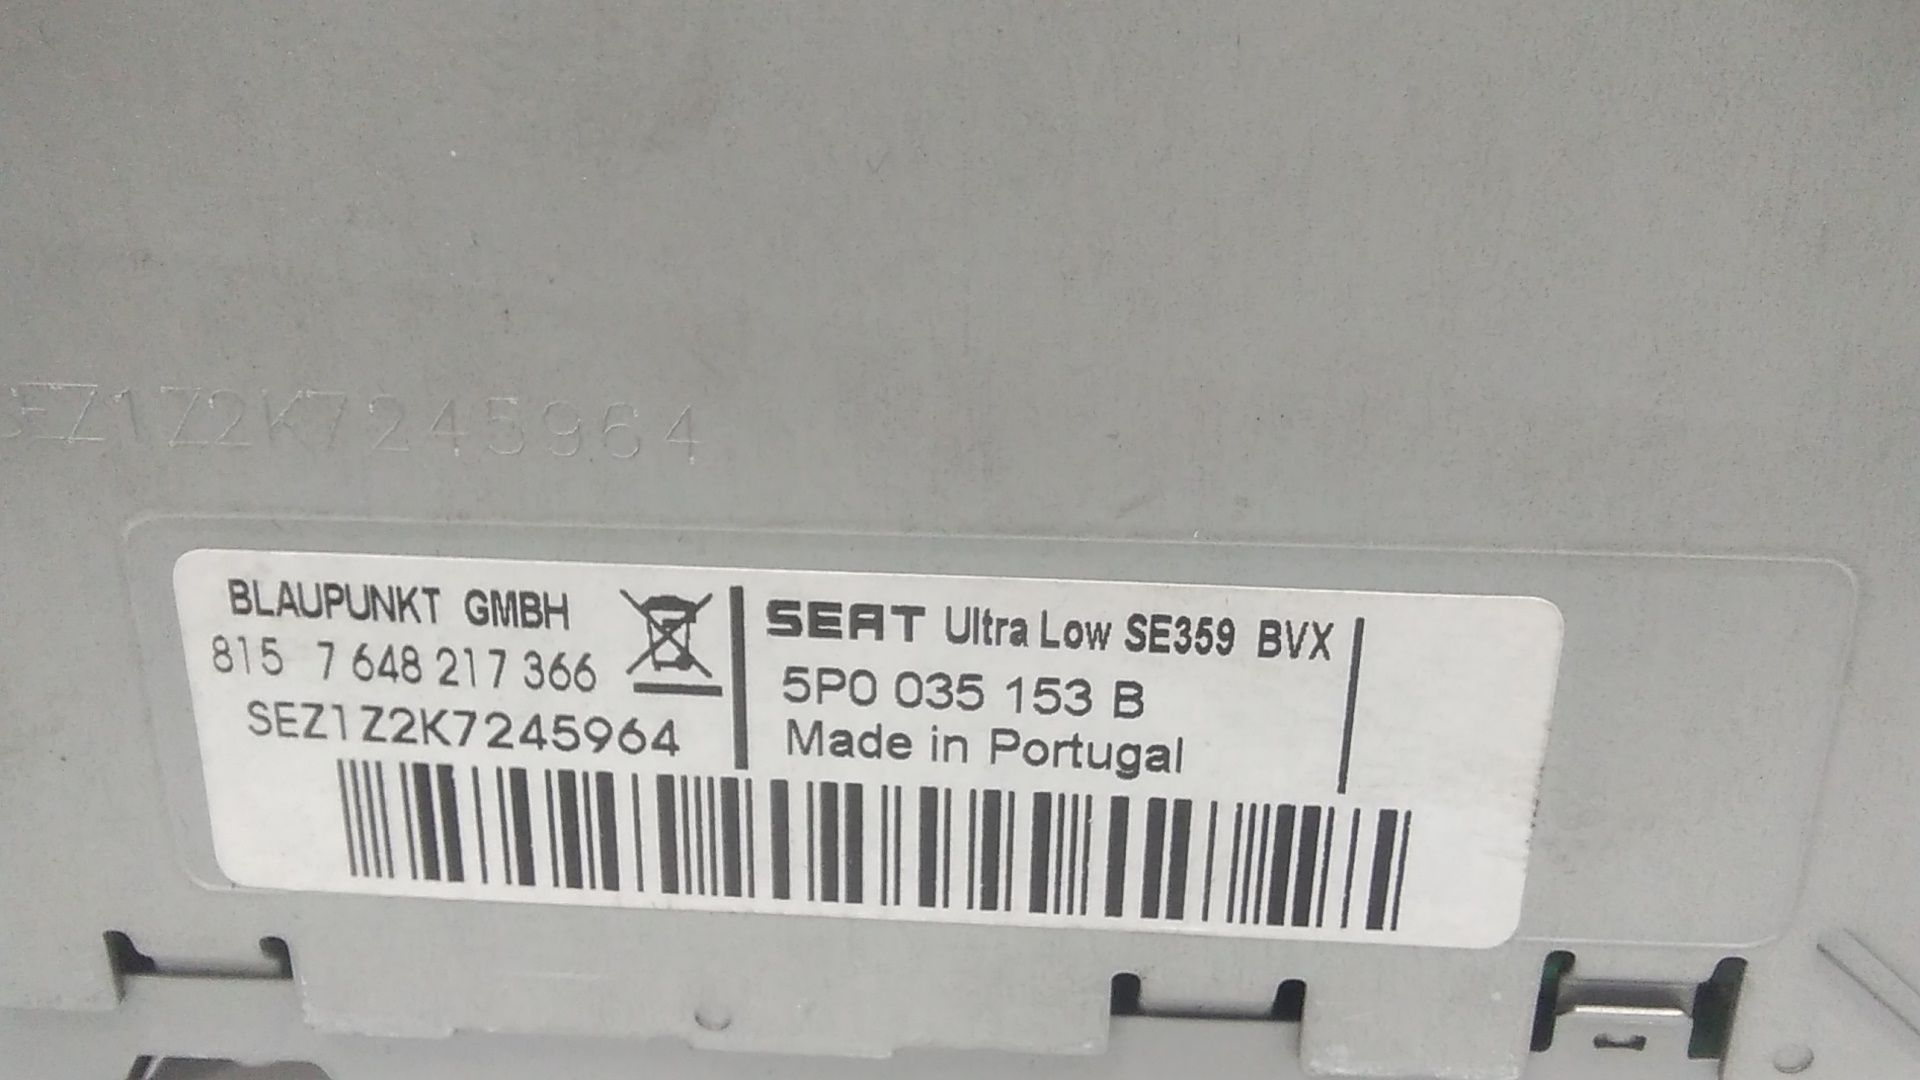 SEZ1Z2K7245964
BLAUPUNKT GMBH
815 7 648 217 366
SEZ1Z2K7245964
SEAT Ultra Low SE359 BVX
5P0 035 153 B
Made in Portugal